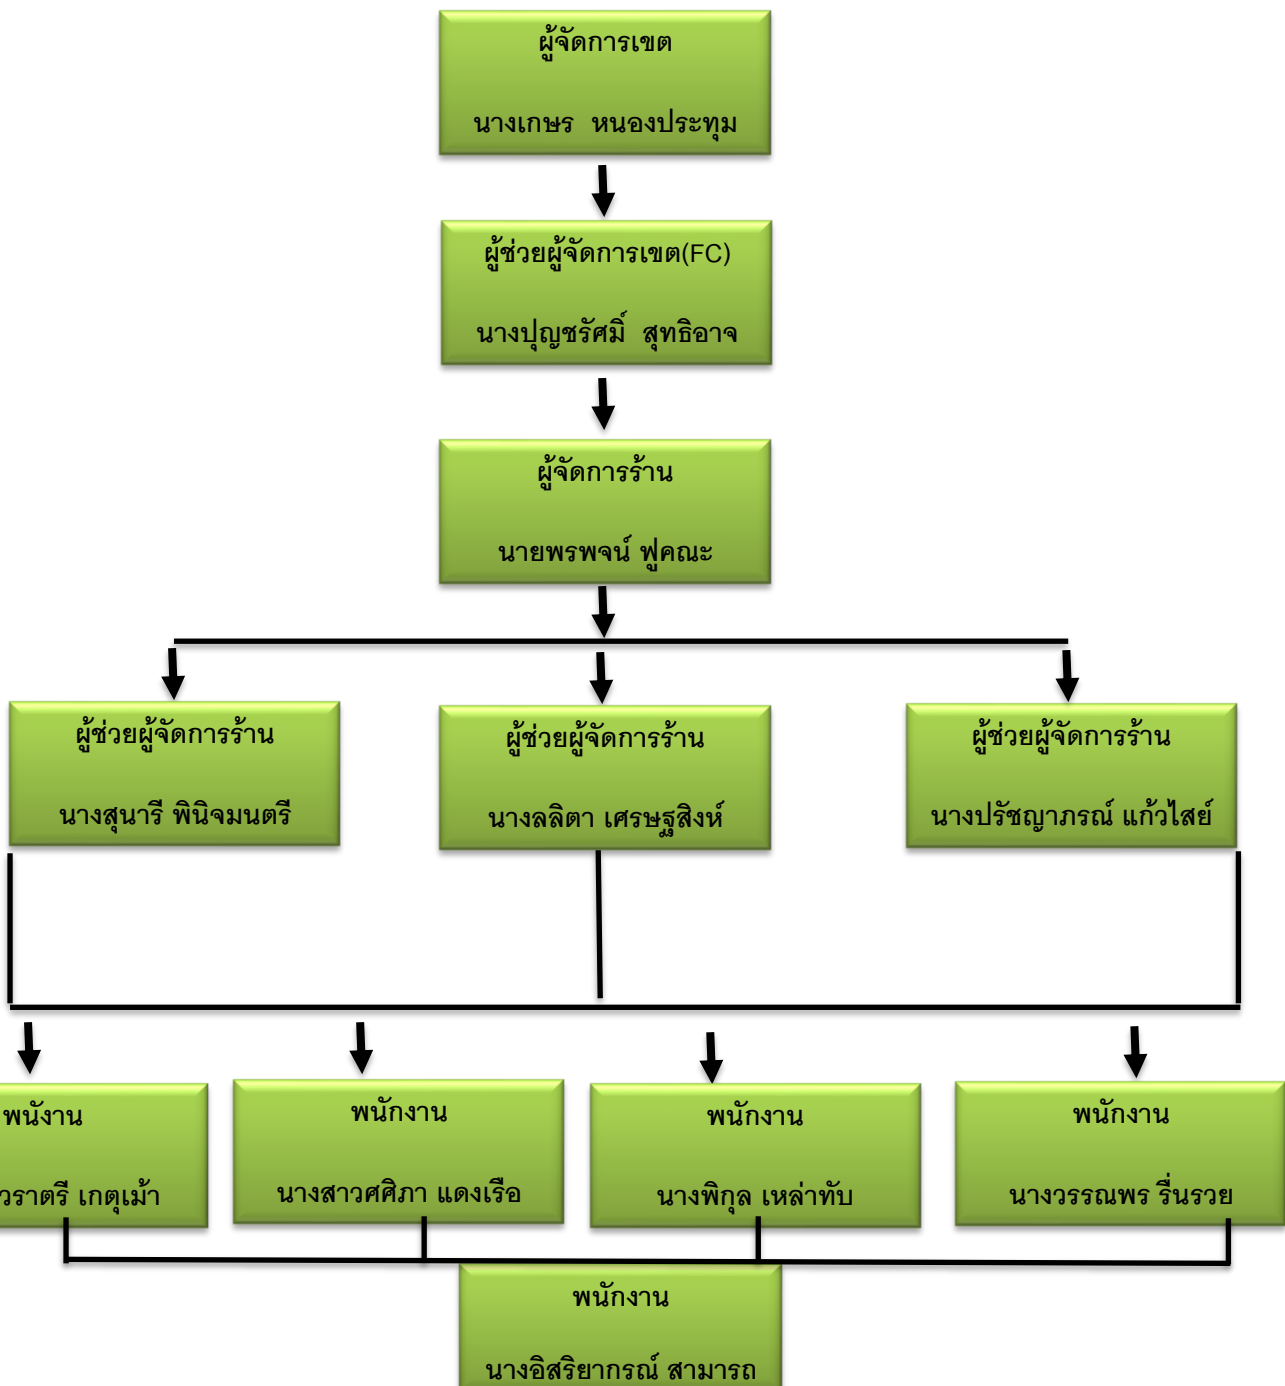 ผู้จัดการเขต
นางเกษร หนองประทุม
ผู้ช่วยผู้จัดการเขต(FC)
นางปุญชรัศมิ์ สุทธิอาจ
ผู้จัดการร้าน
นายพรพจน์ ฟูคณะ
ผู้ช่วยผู้จัดการร้าน
นางสุนารี พินิจมนตรี
ผู้ช่วยผู้จัดการร้าน
นางลลิตา เศรษฐสิงห์
ผู้ช่วยผู้จัดการร้าน
นางปรัชญาภรณ์ แก้วไสย์
พนังาน
วราตรี เกตุเม้า
พนักงาน
นางสาวศศิภา แดงเรือ
พนักงาน
นางพิกุล เหล่าทับ
พนักงาน
นางวรรณพร รื่นรวย
พนักงาน
นางอิสริยากรณ์ สามารถ